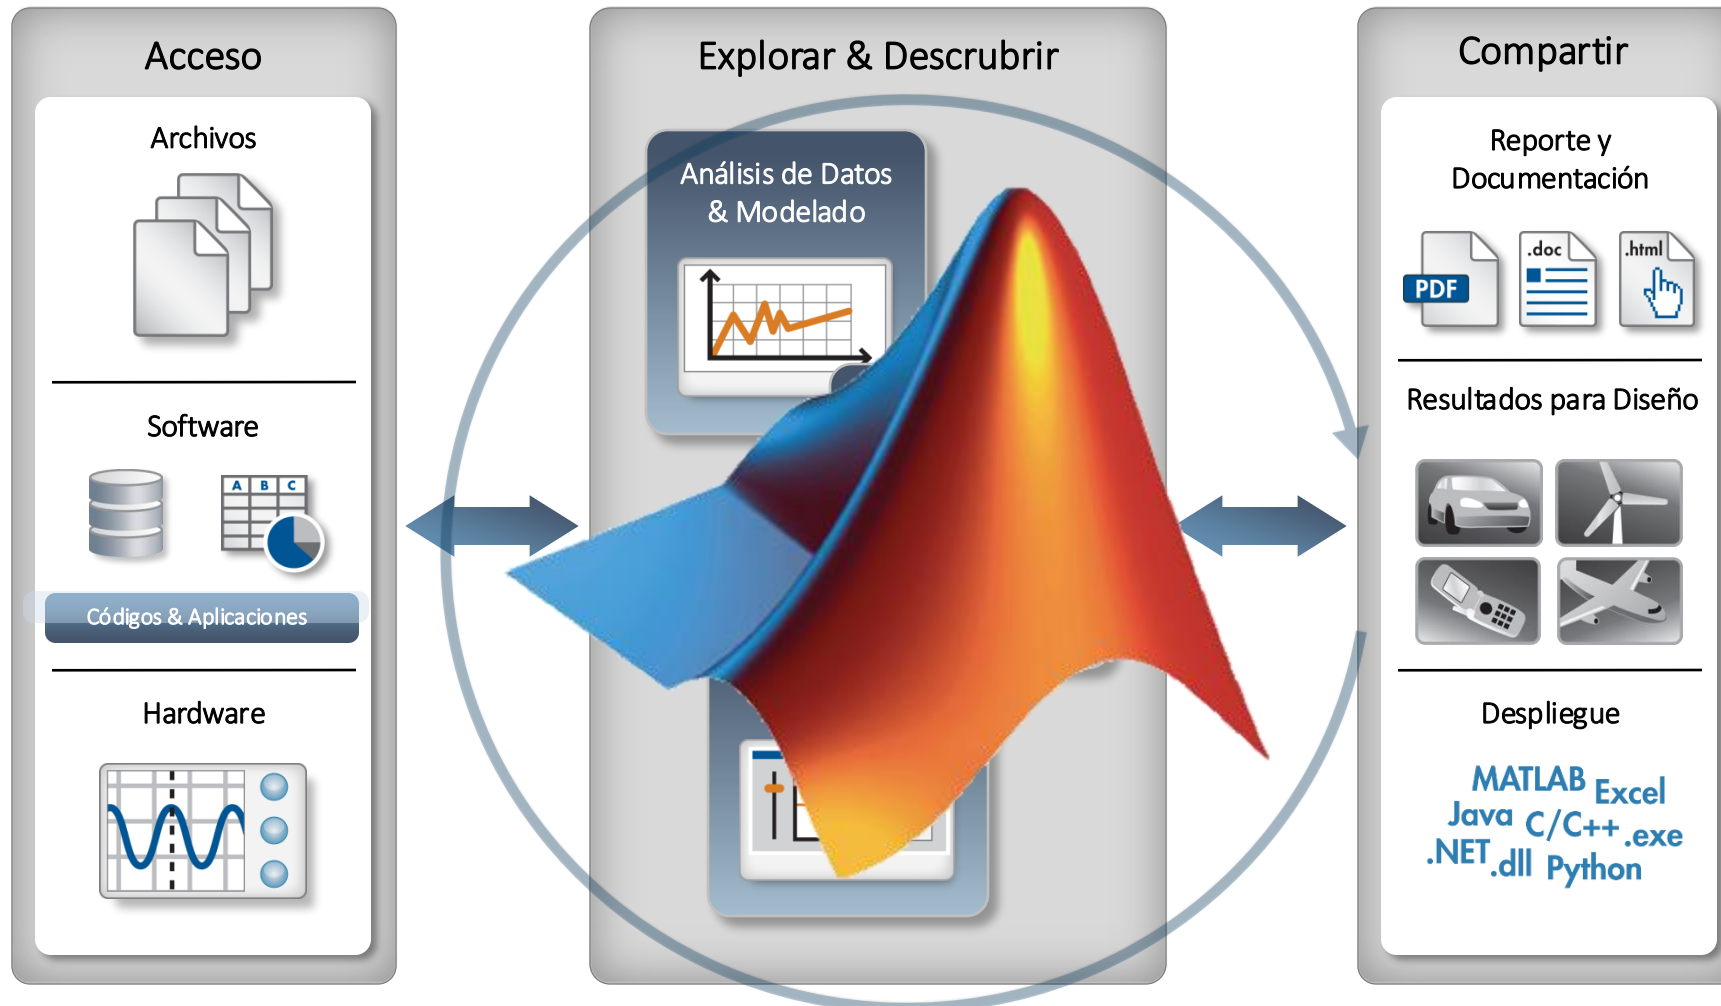 Acceso
Archivos
Software
A B C
Códigos & Aplicaciones
Hardware
Explorar & Descrubrir
Análisis de Datos
& Modelado
Compartir
Reporte y
Documentación
PDF
.doc
.html
Resultados para Diseño
Despliegue
MATLAB Excel
Java C/C++ .exe
.NET .dll Python